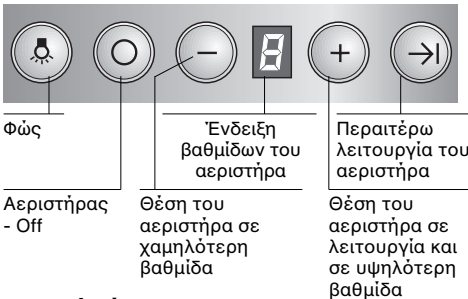 8
Φώς
Ένδειξη
βαθμίδων του
αεριστήρα
Περαιτέρω
λειτουργία του
αεριστήρα
Αεριστήρας
- Off
Θέση του
αεριστήρα σε
χαμηλότερη
βαθμίδα
Θέση του
αεριστήρα σε
λειτουργία και
σε υψηλότερη
βαθμίδα